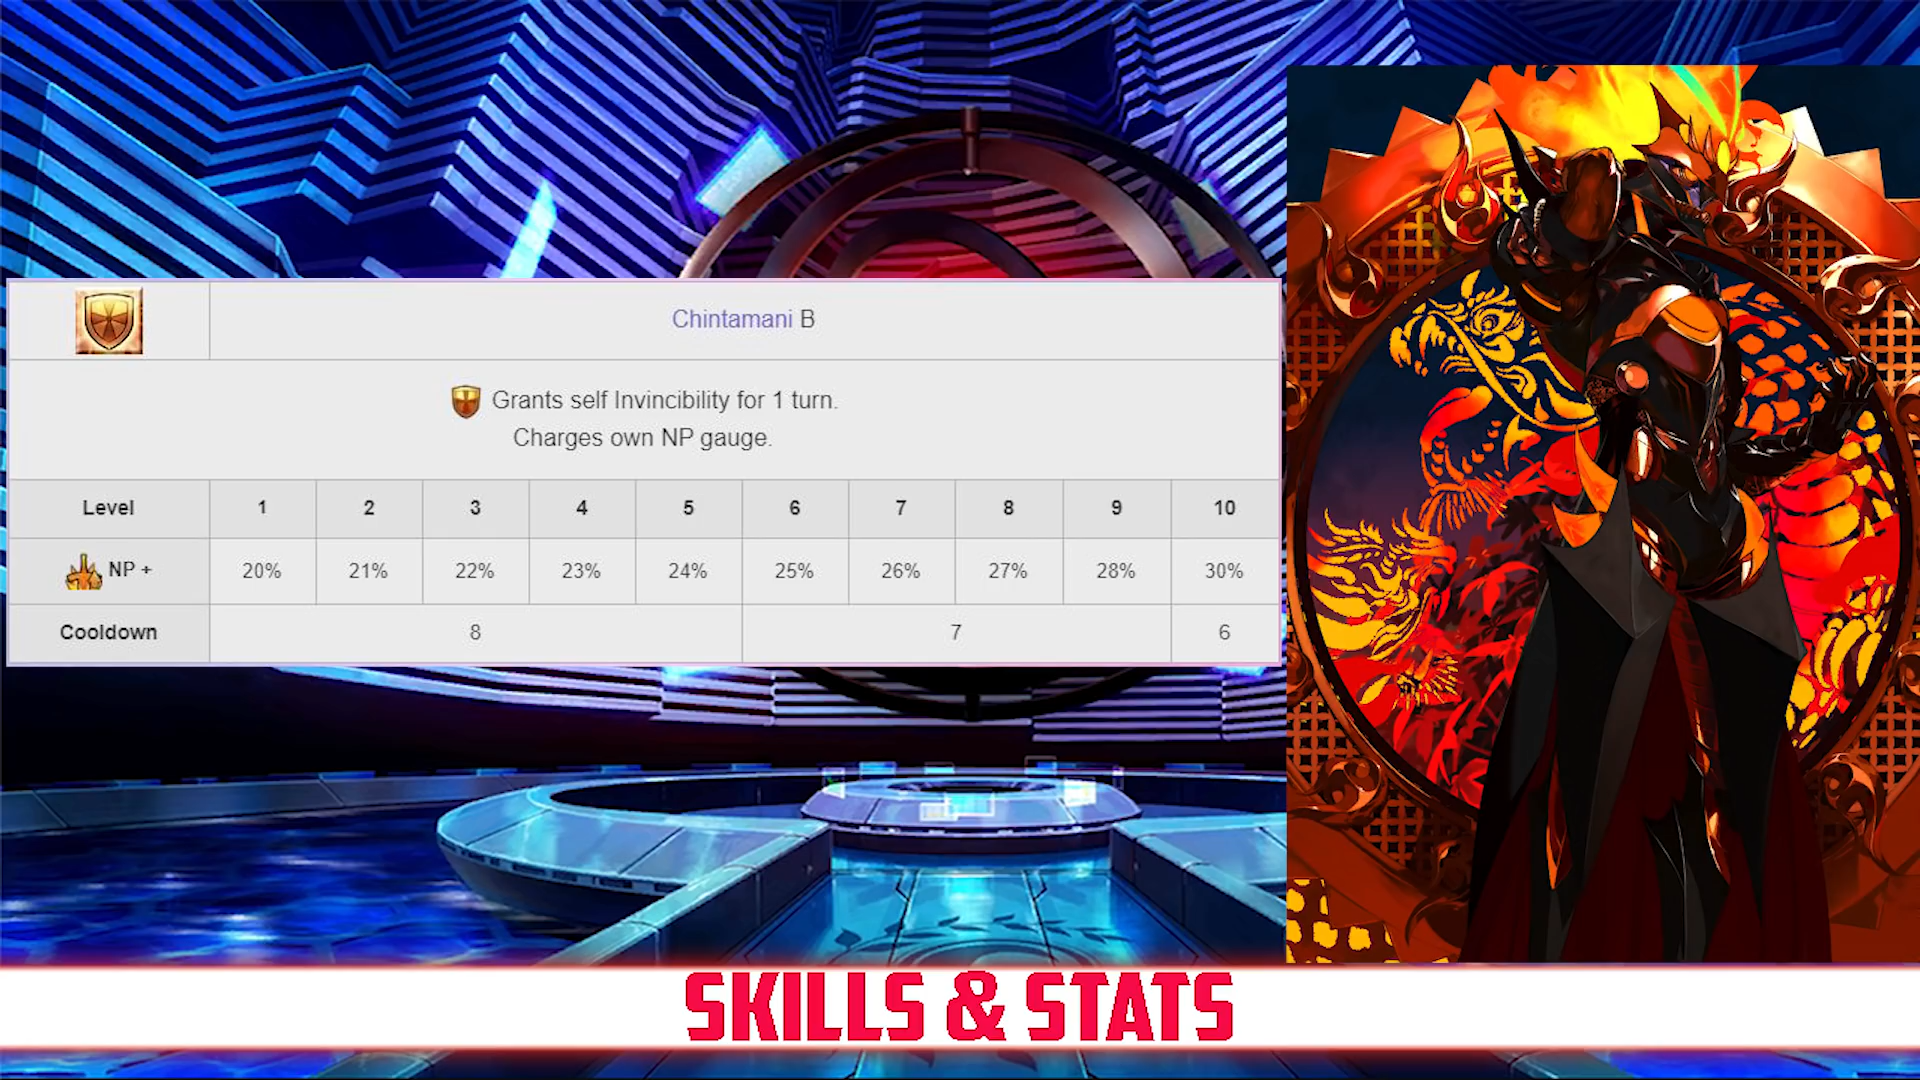 Chintamani B
Grants self Invincibility for 1 turn.
Charges own NP gauge.
Level 1 2 3 4 5 6 7 8 9 10
NP + 20% 21% 22% 23% 24% 25% 26% 27% 28% 30%
Cooldown 8 7 6
SKILLS & STATS